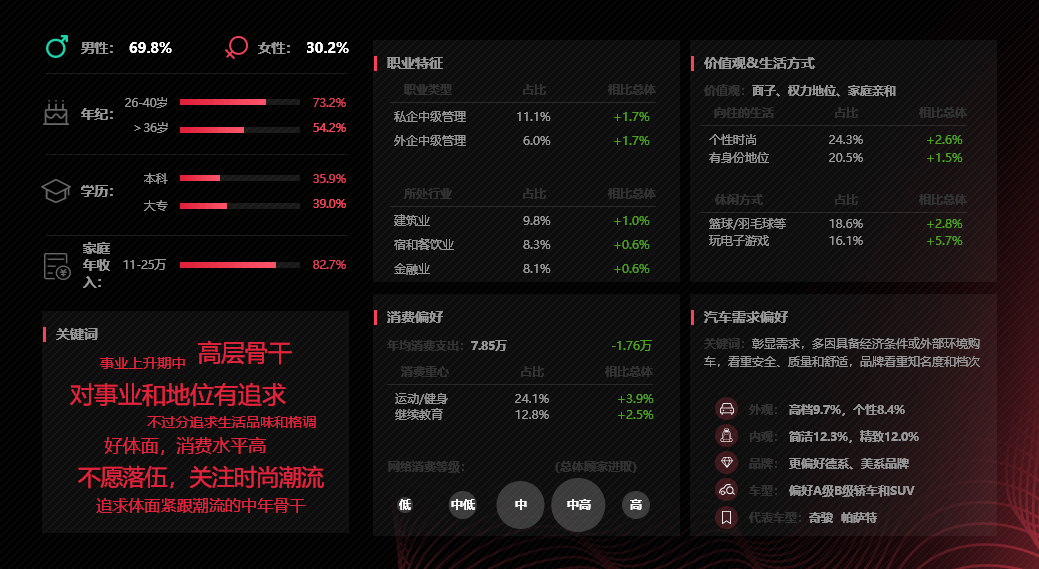 男性： 69.8% 女性： 30.2%
年纪：
26-40岁 73.2%
＞36岁 54.2%
学历：
本科 35.9%
大专 39.0%
家庭
年收
入：
11-25万 82.7%
关键词
事业上升期中 高层骨干
对事业和地位有追求
不过分追求生活品味和格调
好体面，消费水平高
不愿落伍，关注时尚潮流
追求体面紧跟潮流的中年骨干
职业特征
职业类型 占比 相比总体
私企中级管理 11.1% +1.7%
外企中级管理 6.0% +1.7%
所处行业 占比 相比总体
建筑业 9.8% +1.0%
宿和餐饮业 8.3% +0.6%
金融业 8.1% +0.6%
消费偏好
年均消费支出：7.85万 -1.76万
消费重心 占比 相比总体
运动/健身 24.1% +3.9%
继续教育 12.8% +2.5%
网络消费等级： (总体顾家进取)
低 中低 中 中高 高
价值观&生活方式
价值观：面子、权力地位、家庭亲和
向往的生活 占比 相比总体
个性时尚 24.3% +2.6%
有身份地位 20.5% +1.5%
休闲方式 占比 相比总体
篮球/羽毛球等 18.6% +2.8%
玩电子游戏 16.1% +5.7%
汽车需求偏好
关键词：彰显需求，多因具备经济条件或外部环境购
车，看重安全、质量和舒适，品牌看重知名度和档次
外观： 高档9.7%，个性8.4%
内观： 简洁12.3%，精致12.0%
品牌： 更偏好德系、美系品牌
车型： 偏好A级B级轿车和SUV
代表车型：奇骏 帕萨特